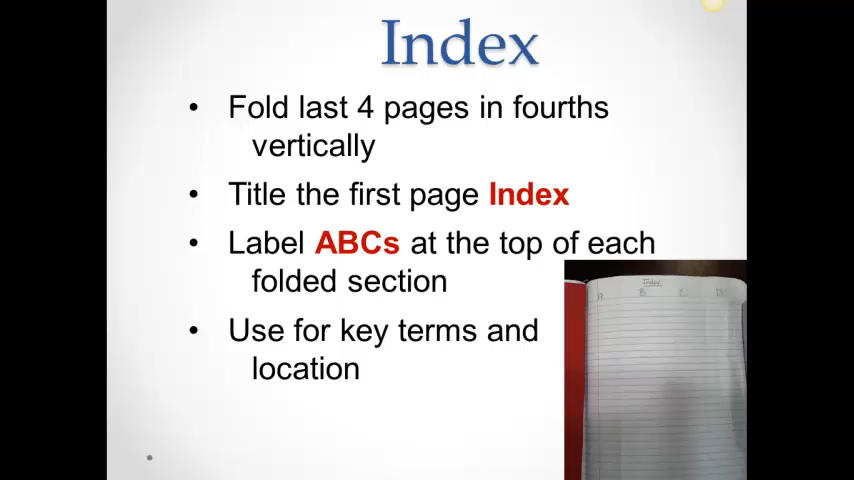 Index
• Fold last 4 pages in fourths
vertically
• Title the first page Index
• Label ABCs at the top of each
folded section
• Use for key terms and
location
Index
A B C D